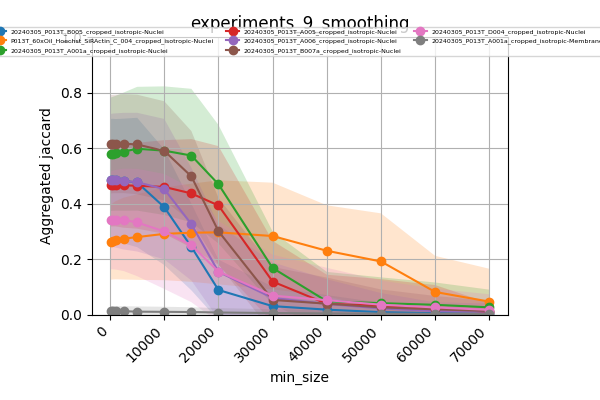 experiments_9_smoothing
20240305_P013T_B005_cropped_isotropic-Nuclei
P013T_60xOil_Hoechst_SiRActin_C_004_cropped_isotropic-Nuclei
20240305_P013T_A001a_cropped_isotropic-Nuclei
20240305_P013T_A005_cropped_isotropic-Nuclei
20240305_P013T_A006_cropped_isotropic-Nuclei
20240305_P013T_B007a_cropped_isotropic-Nuclei
20240305_P013T_D004_cropped_isotropic-Nuclei
20240305_P013T_A001a_cropped_isotropic-Membrane
Aggregated jaccard
0.8
0.6
0.4
0.2
0.0
0
10000
20000
30000
40000
50000
60000
70000
min_size